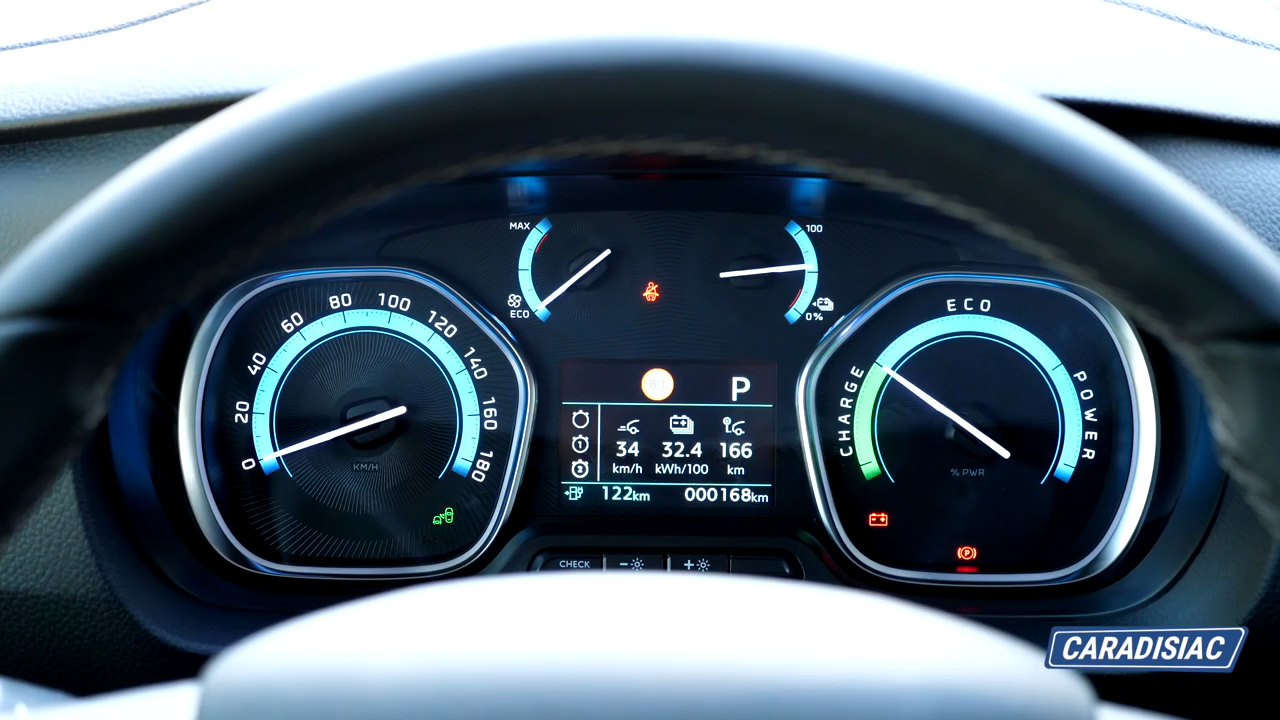 MAX
ECO
100
0%
0
20
40
60
80
100
120
140
160
180
KM/H
P
34
32.4
166
km/h
kWh/100
km
122km
000168km
CHARGE
ECO
POWER
% PWR
P
CHECK
- +
CARADISIAC